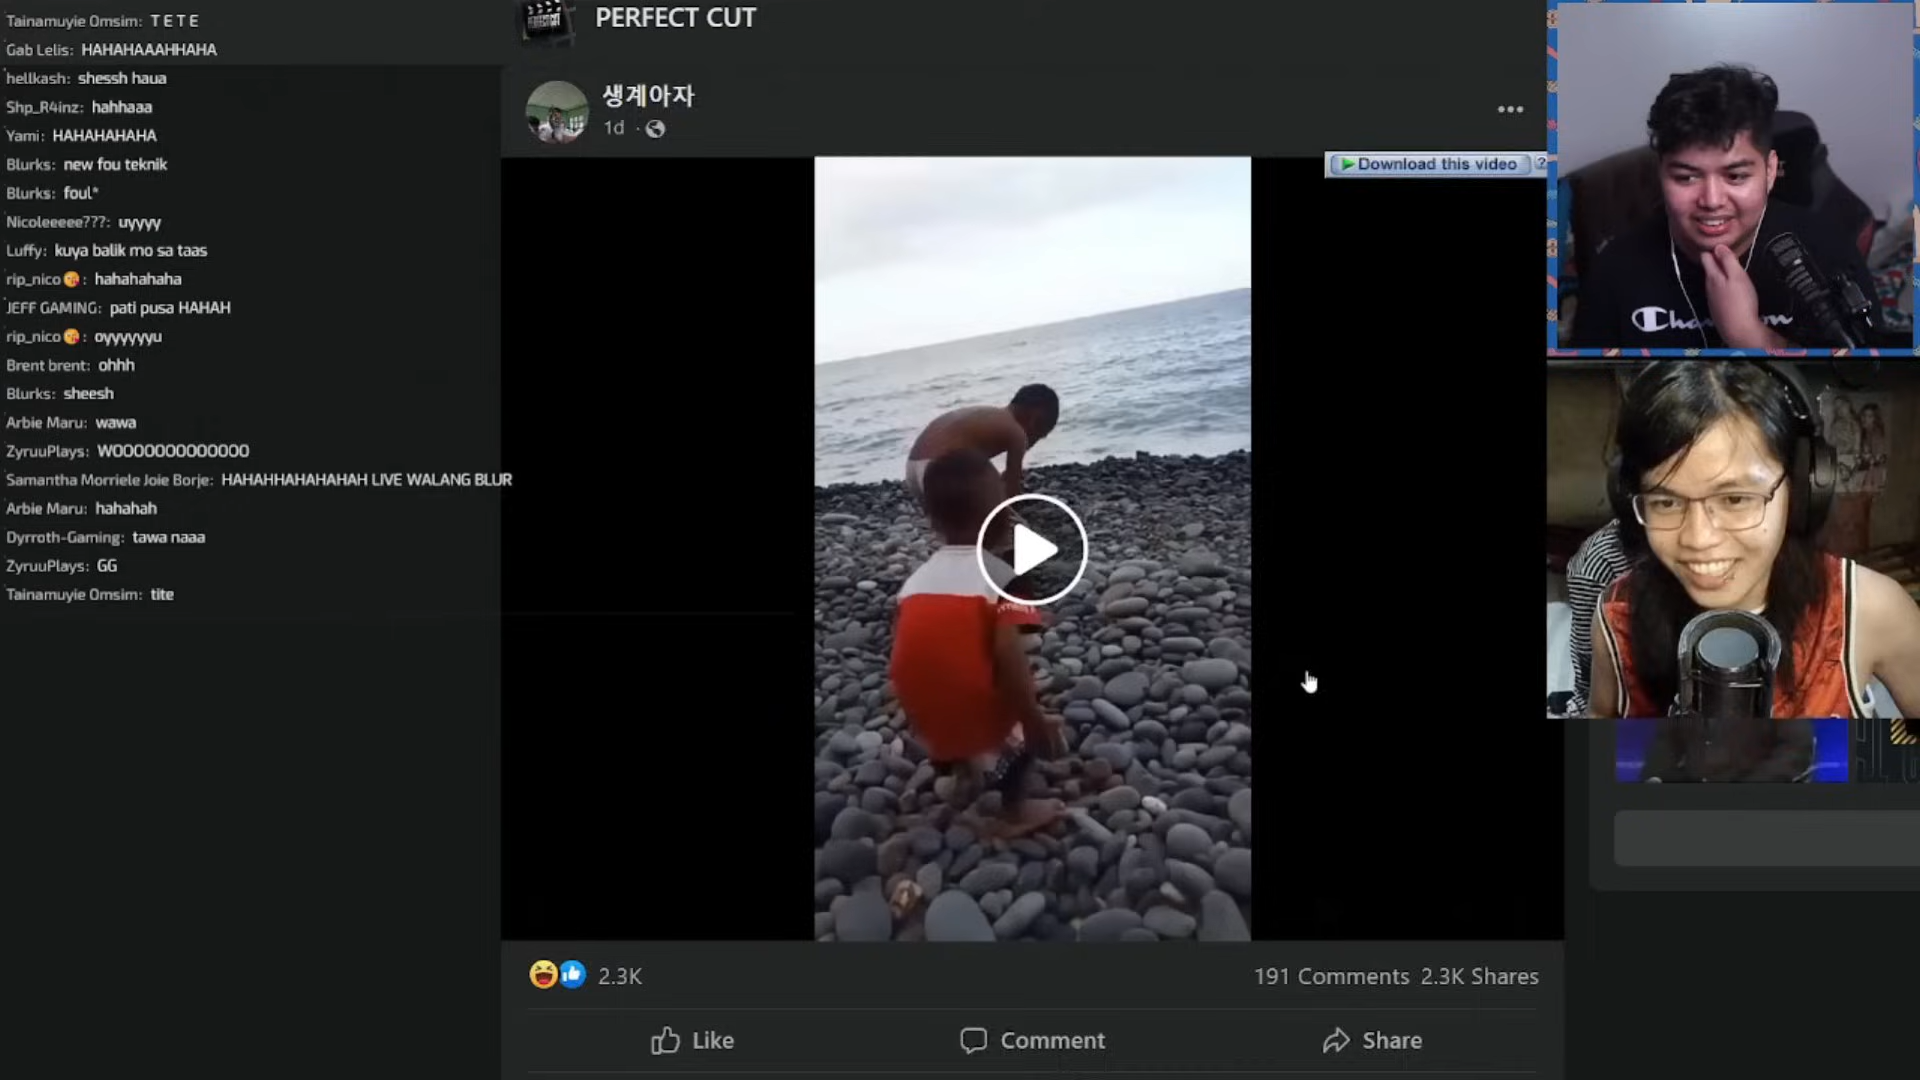 Tainamuyie Omsim: T E T E
Gab Lelis: HAHAHAAAHHAHA
hellkash: shessh haua
Shp_R4inz: hahhaaa
Yami: HAHAHAHAHA
Blurks: new fou teknik
Blurks: foul*
Nicoleeeee???: uyyyy
Luffy: kuya balik mo sa taas
rip_nico😘: hahahahaha
JEFF GAMING: pati pusa HAHAH
rip_nico😘: oyyyyyyu
Brent brent: ohhh
Blurks: sheesh
Arbie Maru: wawa
ZyruuPlays: WOOOOOOOOOOOOO
Samantha Morriele Joie Borje: HAHAHHAHAHAHAH LIVE WALANG BLUR
Arbie Maru: hahahah
Dyrroth-Gaming: tawa naaa
ZyruuPlays: GG
Tainamuyie Omsim: tite
PERFECT CUT
생계아자
1d ·
Download this video ?
2.3K
191 Comments 2.3K Shares
Like
Comment
Share
Champion